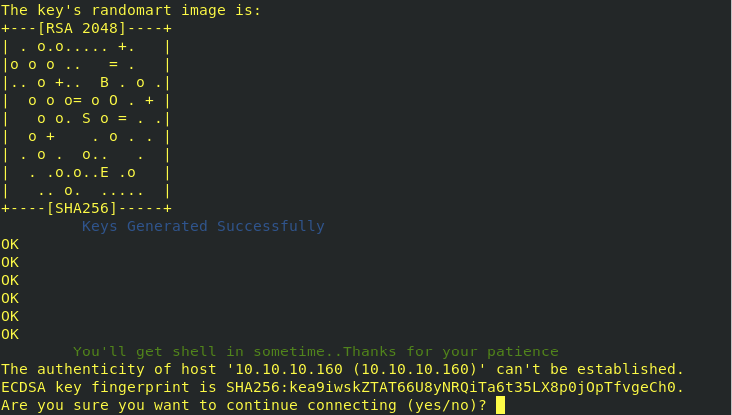 The key's randomart image is:
+---[RSA 2048]----+
| . o.o..... +.   |
|o o o ..   = .   |
|.. o +..  B . o .|
|  o o o= o O . + |
|   o o. S o = . .|
|  o +    . o . . |
| . o .  o..   .  |
|  . .o.o..E .o   |
|   .. o.  .....  |
+----[SHA256]-----+
         Keys Generated Successfully
OK
OK
OK
OK
OK
OK
        You'll get shell in sometime..Thanks for your patience
The authenticity of host '10.10.10.160 (10.10.10.160)' can't be established.
ECDSA key fingerprint is SHA256:kea9iwskZTAT66U8yNRQiTa6t35LX8p0jOpTfvgeCh0.
Are you sure you want to continue connecting (yes/no)?